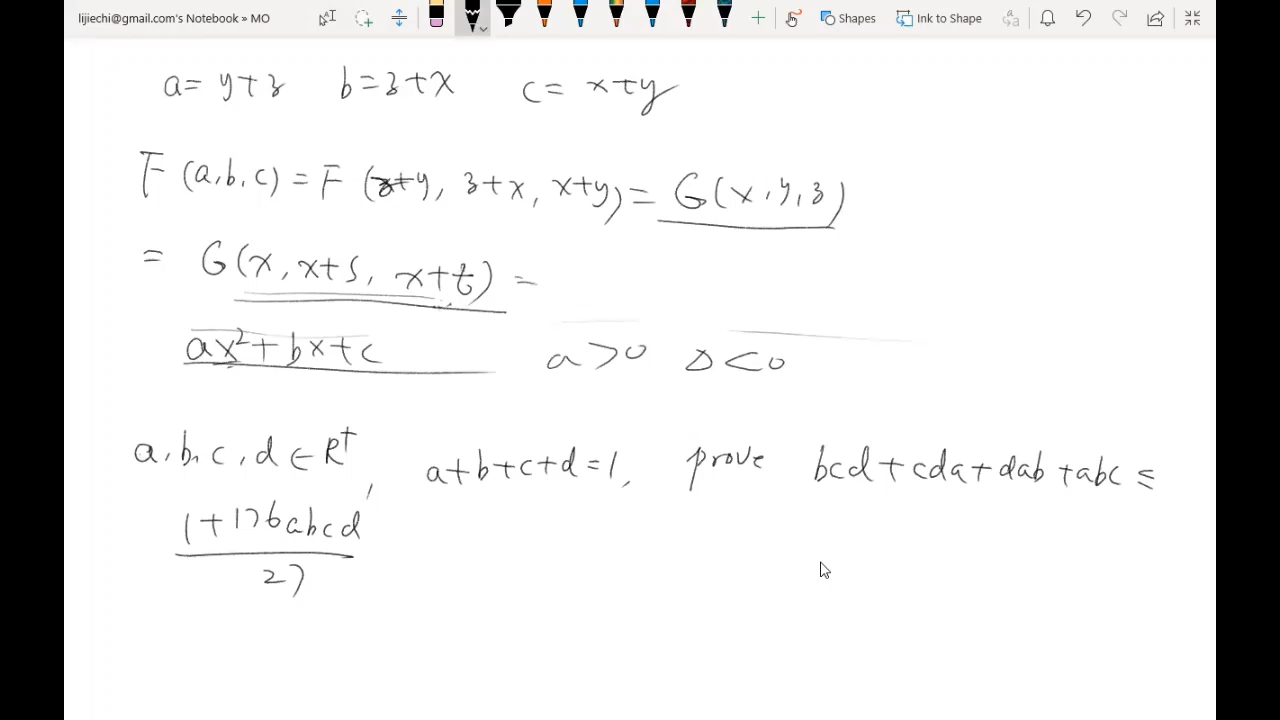 lijiechi@gmail.com's Notebook » MO
Shapes
Ink to Shape
a = y+z b = z+x c = x+y
F (a,b,c) = F (z+y, z+x, x+y) = G(x,y,z)
= G(x, x+s, x+t) =
ax²+bx+c a>0 Δ<0
a,b,c,d ∈ R⁺, a+b+c+d=1, prove bcd+cda+dab+abc ≤
1+176abcd
27